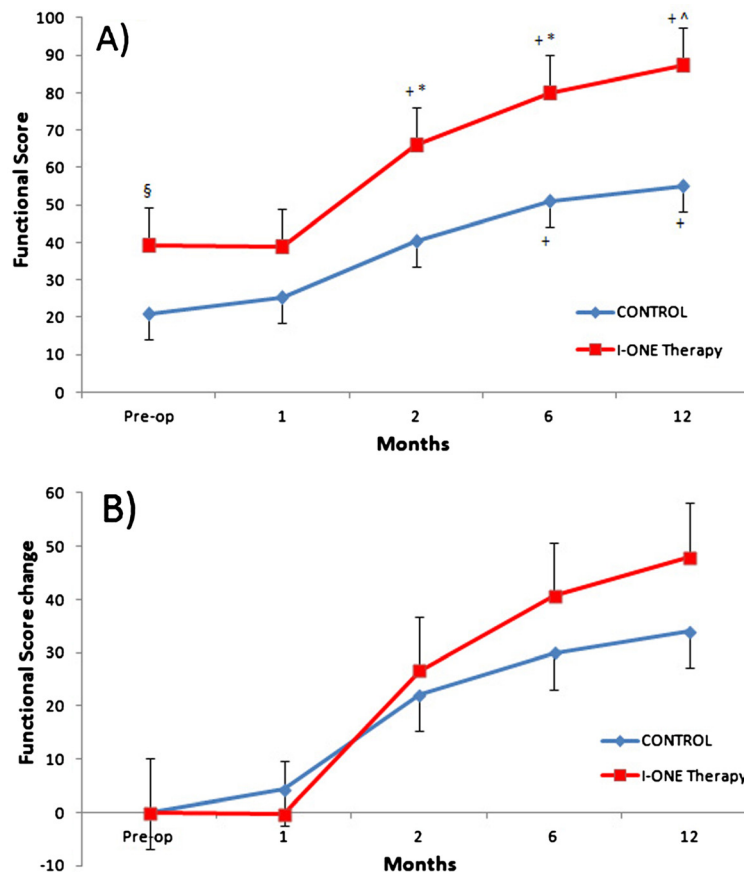 A)
Functional Score
100
90
80
70
60
50
40
30
20
10
0
§
+ *
+ *
+ ^
+
+
CONTROL
I-ONE Therapy
Pre-op 1 2 6 12
Months
B)
Functional Score change
60
50
40
30
20
10
0
-10
CONTROL
I-ONE Therapy
Pre-op 1 2 6 12
Months